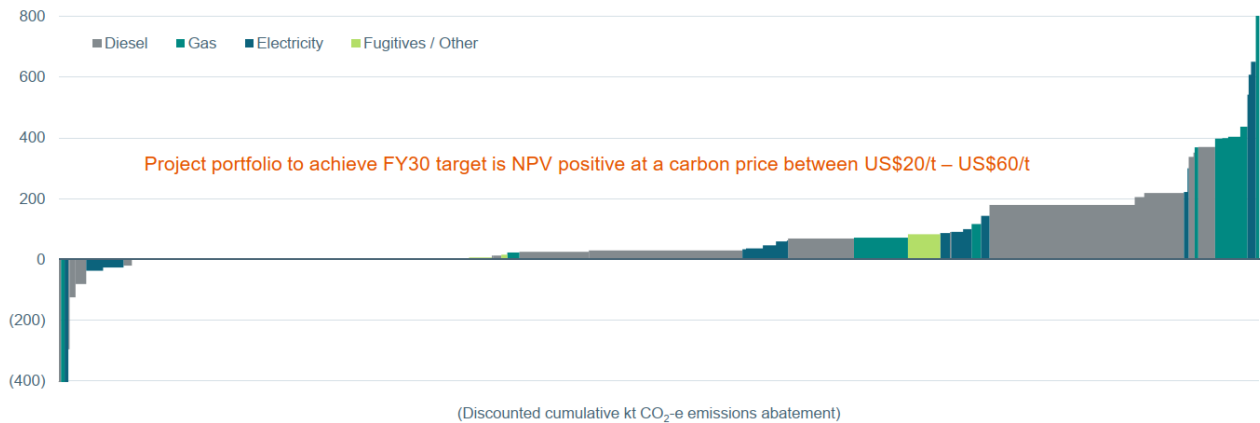 800
Diesel Gas Electricity Fugitives / Other
600
400
Project portfolio to achieve FY30 target is NPV positive at a carbon price between US$20/t – US$60/t
200
0
(200)
(400)
(Discounted cumulative kt CO₂-e emissions abatement)